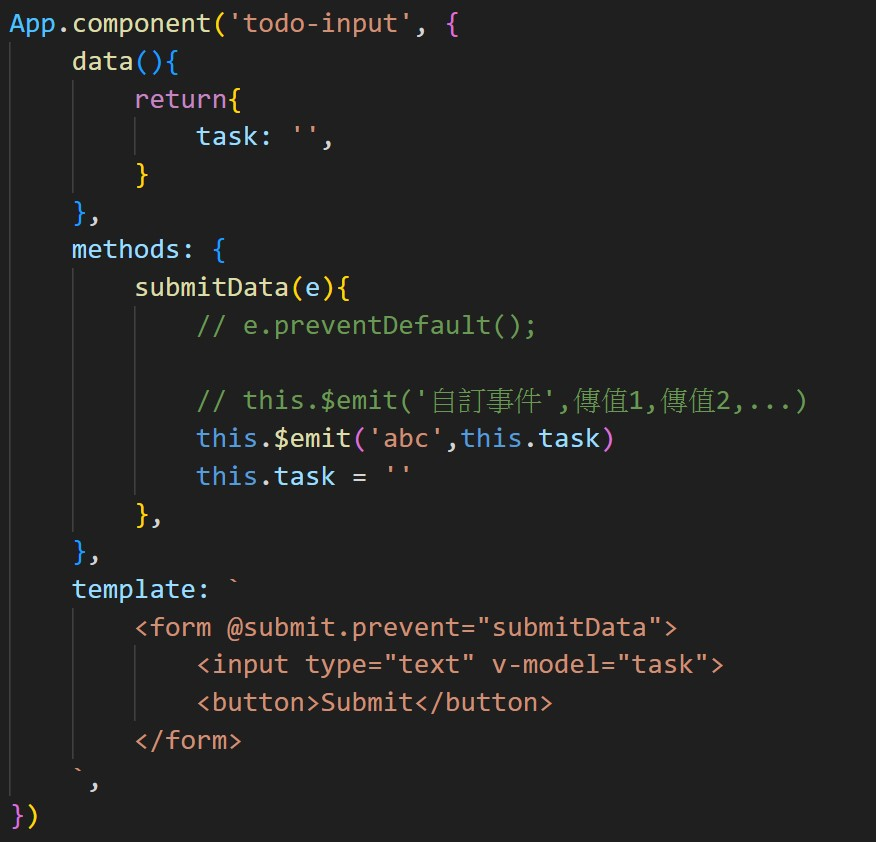 App.component('todo-input', {
    data(){
        return{
            task: '',
        }
    },
    methods: {
        submitData(e){
            // e.preventDefault();

            // this.$emit('自訂事件',傳值1,傳值2,...)
            this.$emit('abc',this.task)
            this.task = ''
        },
    },
    template: `
        <form @submit.prevent="submitData">
            <input type="text" v-model="task">
            <button>Submit</button>
        </form>
    `,
})